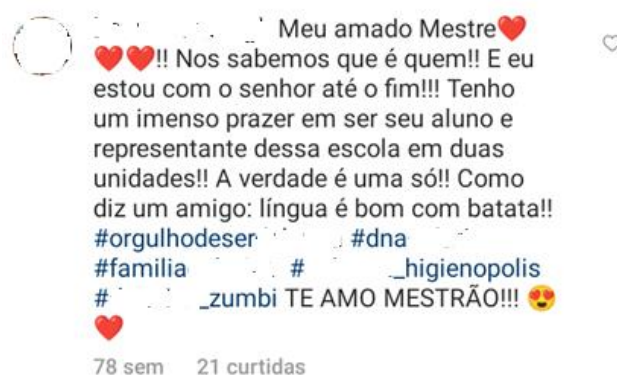 Meu amado Mestre❤️
❤️❤️!! Nos sabemos que é quem!! E eu
estou com o senhor até o fim!!! Tenho
um imenso prazer em ser seu aluno e
representante dessa escola em duas
unidades!! A verdade é uma só!! Como
diz um amigo: língua é bom com batata!!
#orgulhodeser #dna
#familia # _higienopolis
# _zumbi TE AMO MESTRÃO!!! 😍
❤️
78 sem 21 curtidas